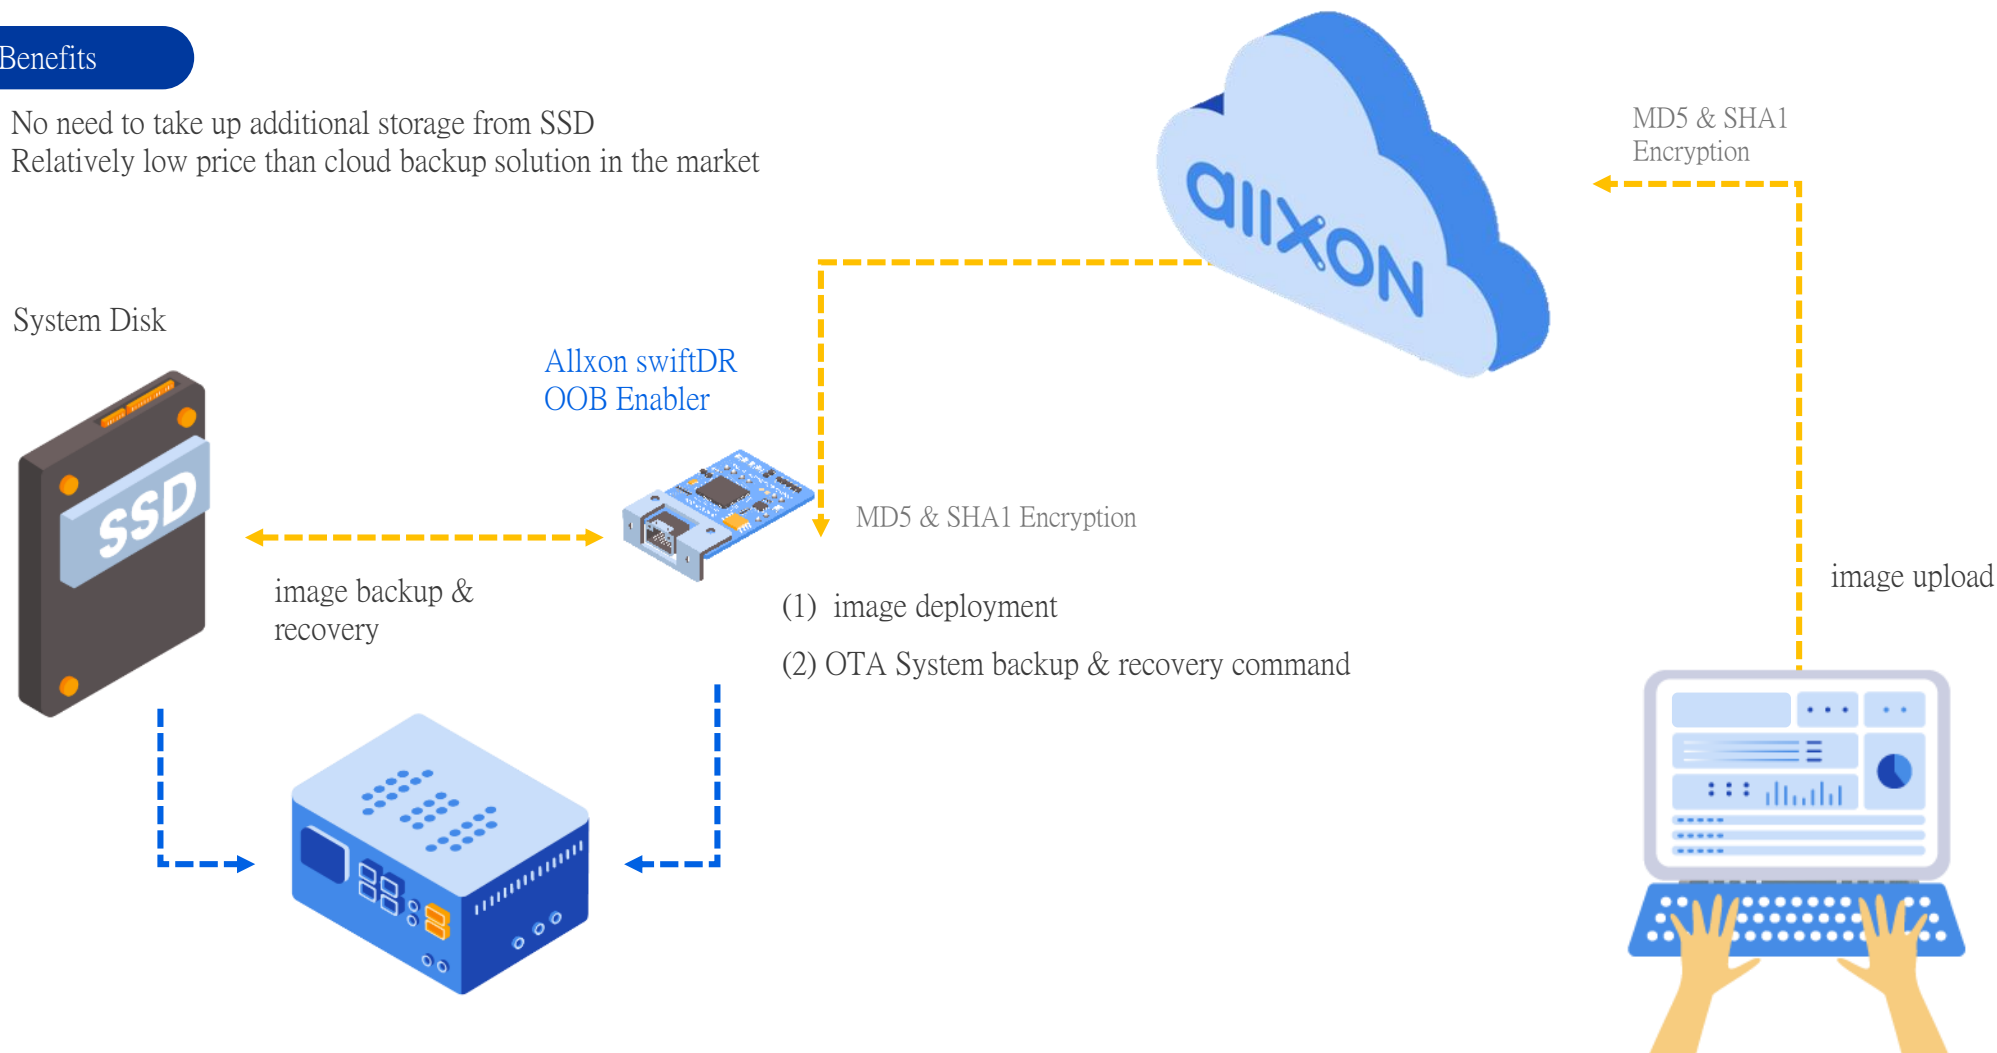 Benefits
No need to take up additional storage from SSD
Relatively low price than cloud backup solution in the market
allxon
MD5 & SHA1
Encryption
System Disk
Allxon swiftDR
OOB Enabler
SSD
MD5 & SHA1 Encryption
image backup &
recovery
(1) image deployment
(2) OTA System backup & recovery command
image upload